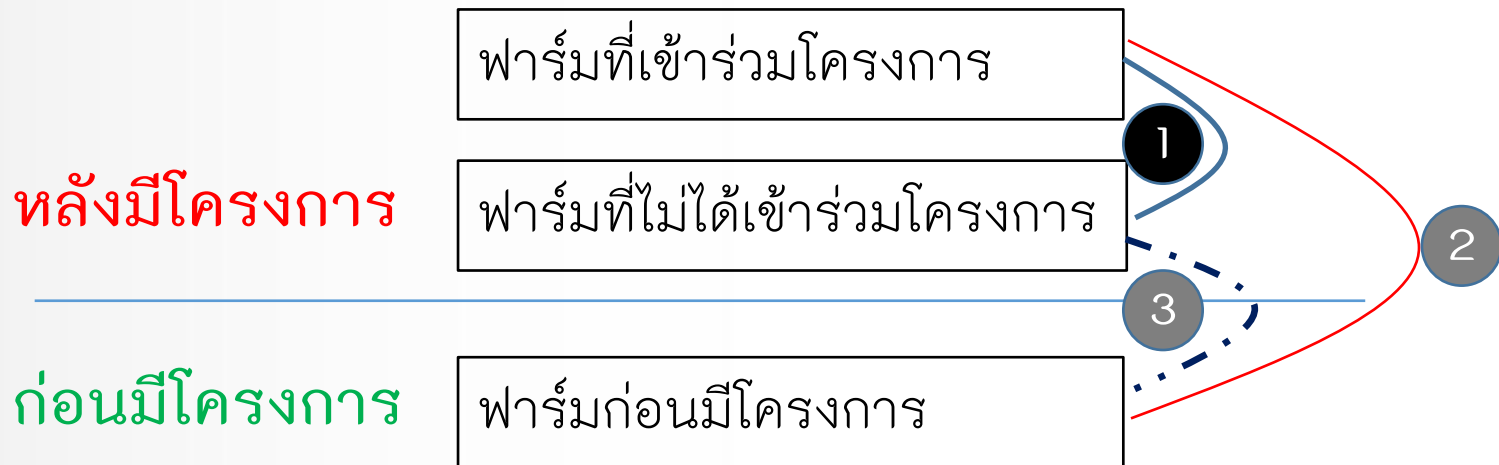 ฟาร์มที่เข้าร่วมโครงการ
1
หลังมีโครงการ
ฟาร์มที่ไม่ได้เข้าร่วมโครงการ
2
3
ก่อนมีโครงการ
ฟาร์มก่อนมีโครงการ